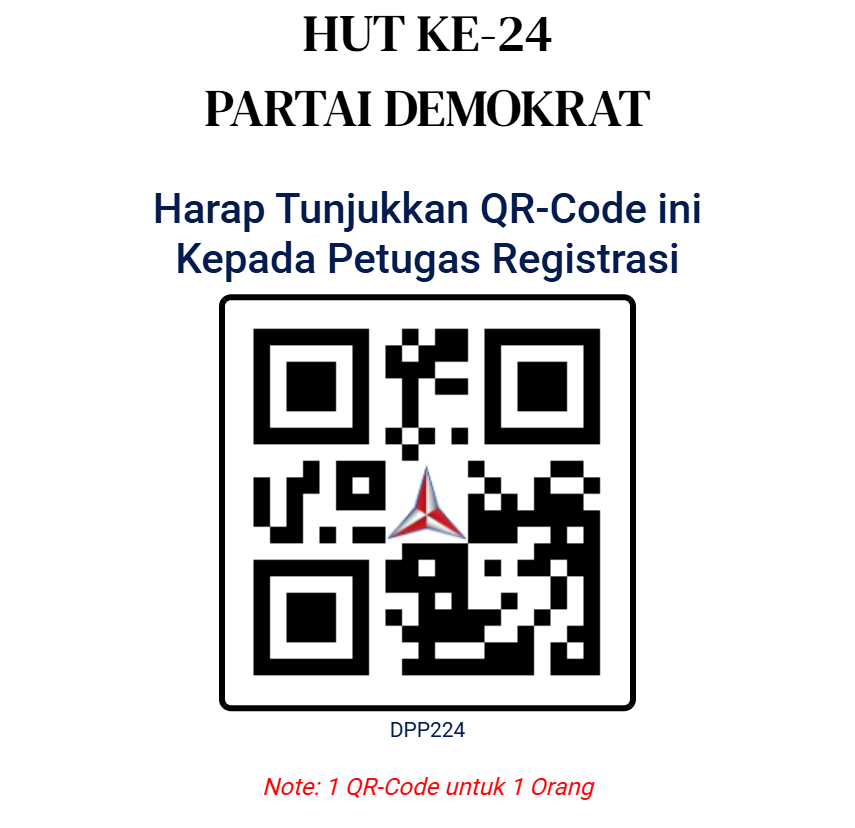 HUT KE-24
PARTAI DEMOKRAT
Harap Tunjukkan QR-Code ini
Kepada Petugas Registrasi
DPP224
Note: 1 QR-Code untuk 1 Orang